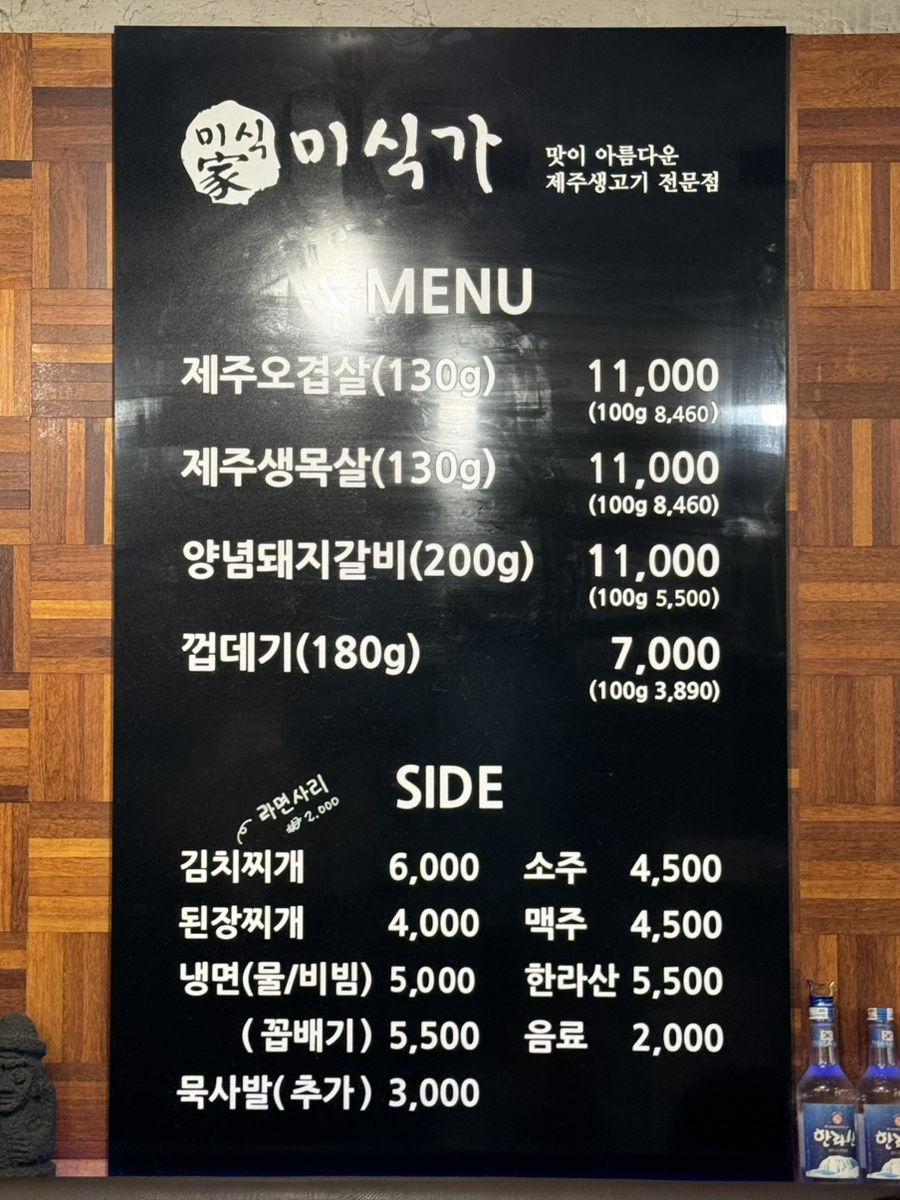 미식
家
미식가
맛이 아름다운
제주생고기 전문점
MENU
제주오겹살(130g) 11,000
(100g 8,460)
제주생목살(130g) 11,000
(100g 8,460)
양념돼지갈비(200g) 11,000
(100g 5,500)
껍데기(180g) 7,000
(100g 3,890)
SIDE
라면사리
₩ 2.000
김치찌개 6,000 소주 4,500
된장찌개 4,000 맥주 4,500
냉면(물/비빔) 5,000 한라산 5,500
(꼽배기) 5,500 음료 2,000
묵사발(추가) 3,000
한라산